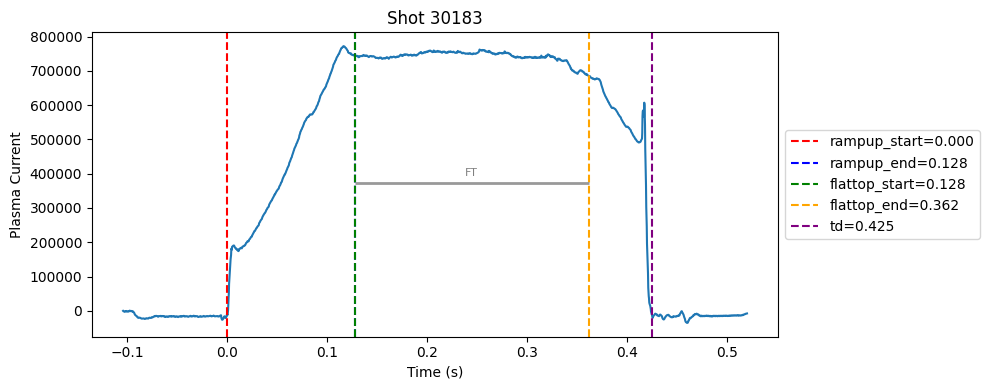 Shot 30183
800000
700000
600000
500000
400000
300000
200000
100000
0
Plasma Current
FT
−0.1 0.0 0.1 0.2 0.3 0.4 0.5
Time (s)
rampup_start=0.000
rampup_end=0.128
flattop_start=0.128
flattop_end=0.362
td=0.425